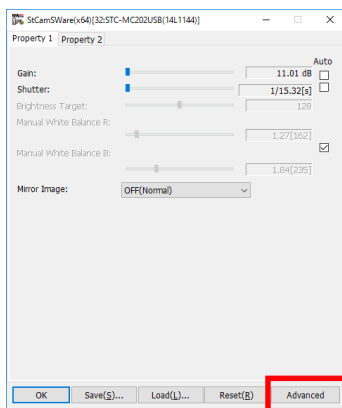 StCamSWare(x64)[32:STC-MC202USB(14L1144)]
Property 1 Property 2
Auto
Gain: 11.01 dB
Shutter: 1/15.32[s]
Brightness Target: 128
Manual White Balance R:
1.27[162]
Manual White Balance B:
1.84[235]
Mirror Image: OFF(Normal)
OK Save(S)... Load(L)... Reset(R) Advanced